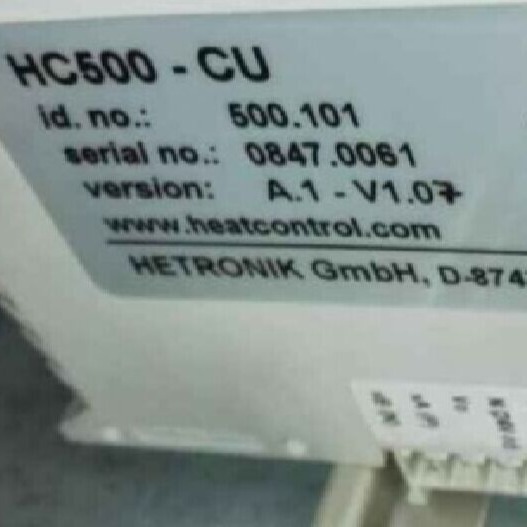 HC500 - CU
id. no.: 500.101
serial no.: 0847.0061
version: A.1 - V1.07
www.heatcontrol.com
HETRONIK GmbH, D-874